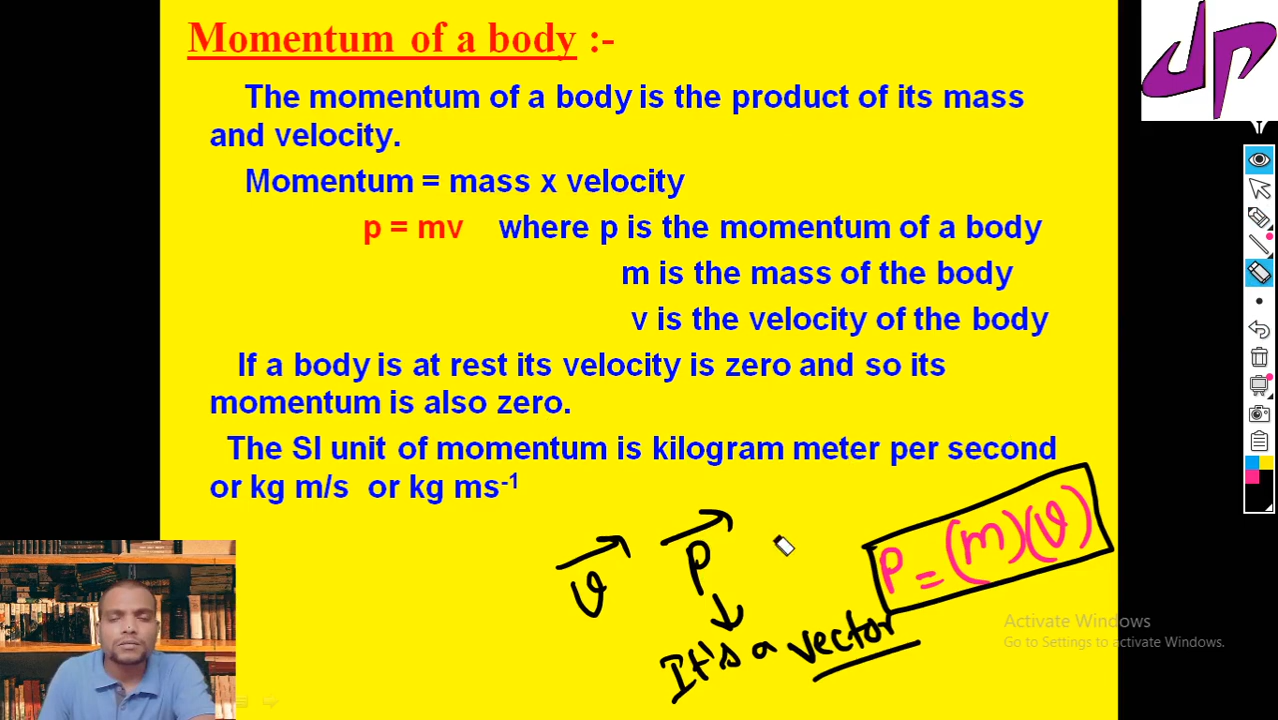 Momentum of a body :-
The momentum of a body is the product of its mass
and velocity.
Momentum = mass x velocity
p = mv where p is the momentum of a body
m is the mass of the body
v is the velocity of the body
If a body is at rest its velocity is zero and so its
momentum is also zero.
The SI unit of momentum is kilogram meter per second
or kg m/s or kg ms⁻¹
v p
P = (m)(v)
It's a vector
Activate Windows
Go to Settings to activate Windows.
dp